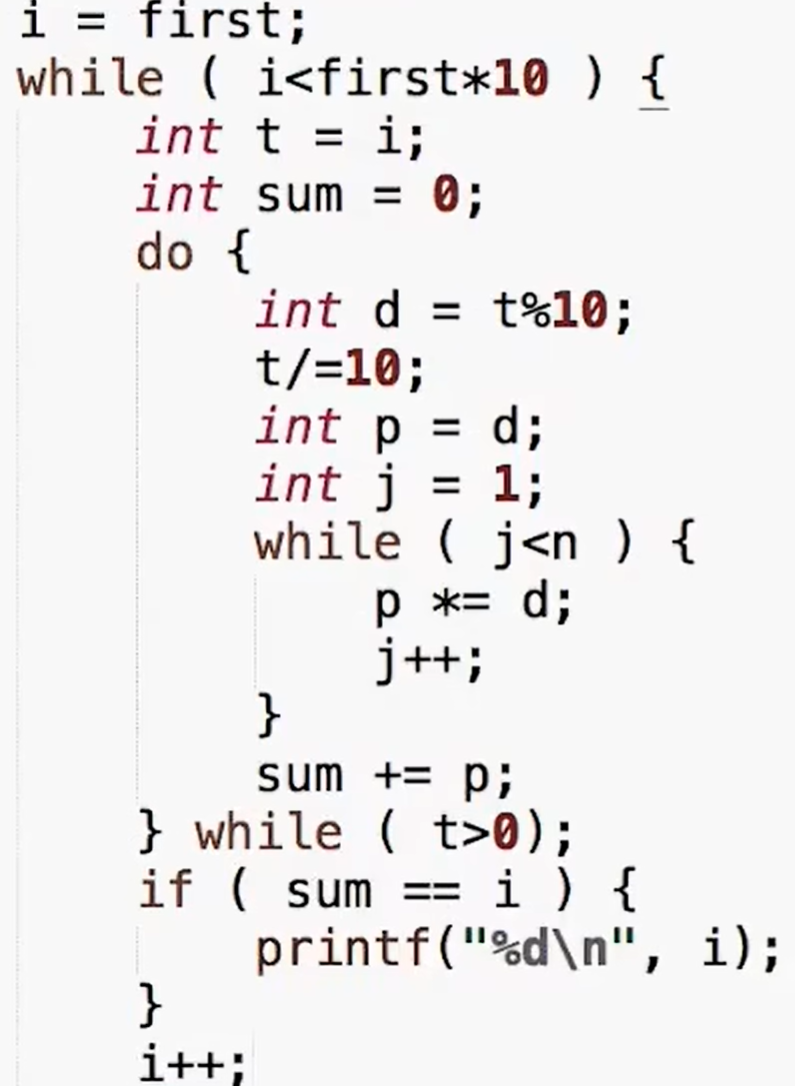 i = first;
while ( i<first*10 ) {
    int t = i;
    int sum = 0;
    do {
        int d = t%10;
        t/=10;
        int p = d;
        int j = 1;
        while ( j<n ) {
            p *= d;
            j++;
        }
        sum += p;
    } while ( t>0);
    if ( sum == i ) {
        printf("%d\n", i);
    }
    i++;